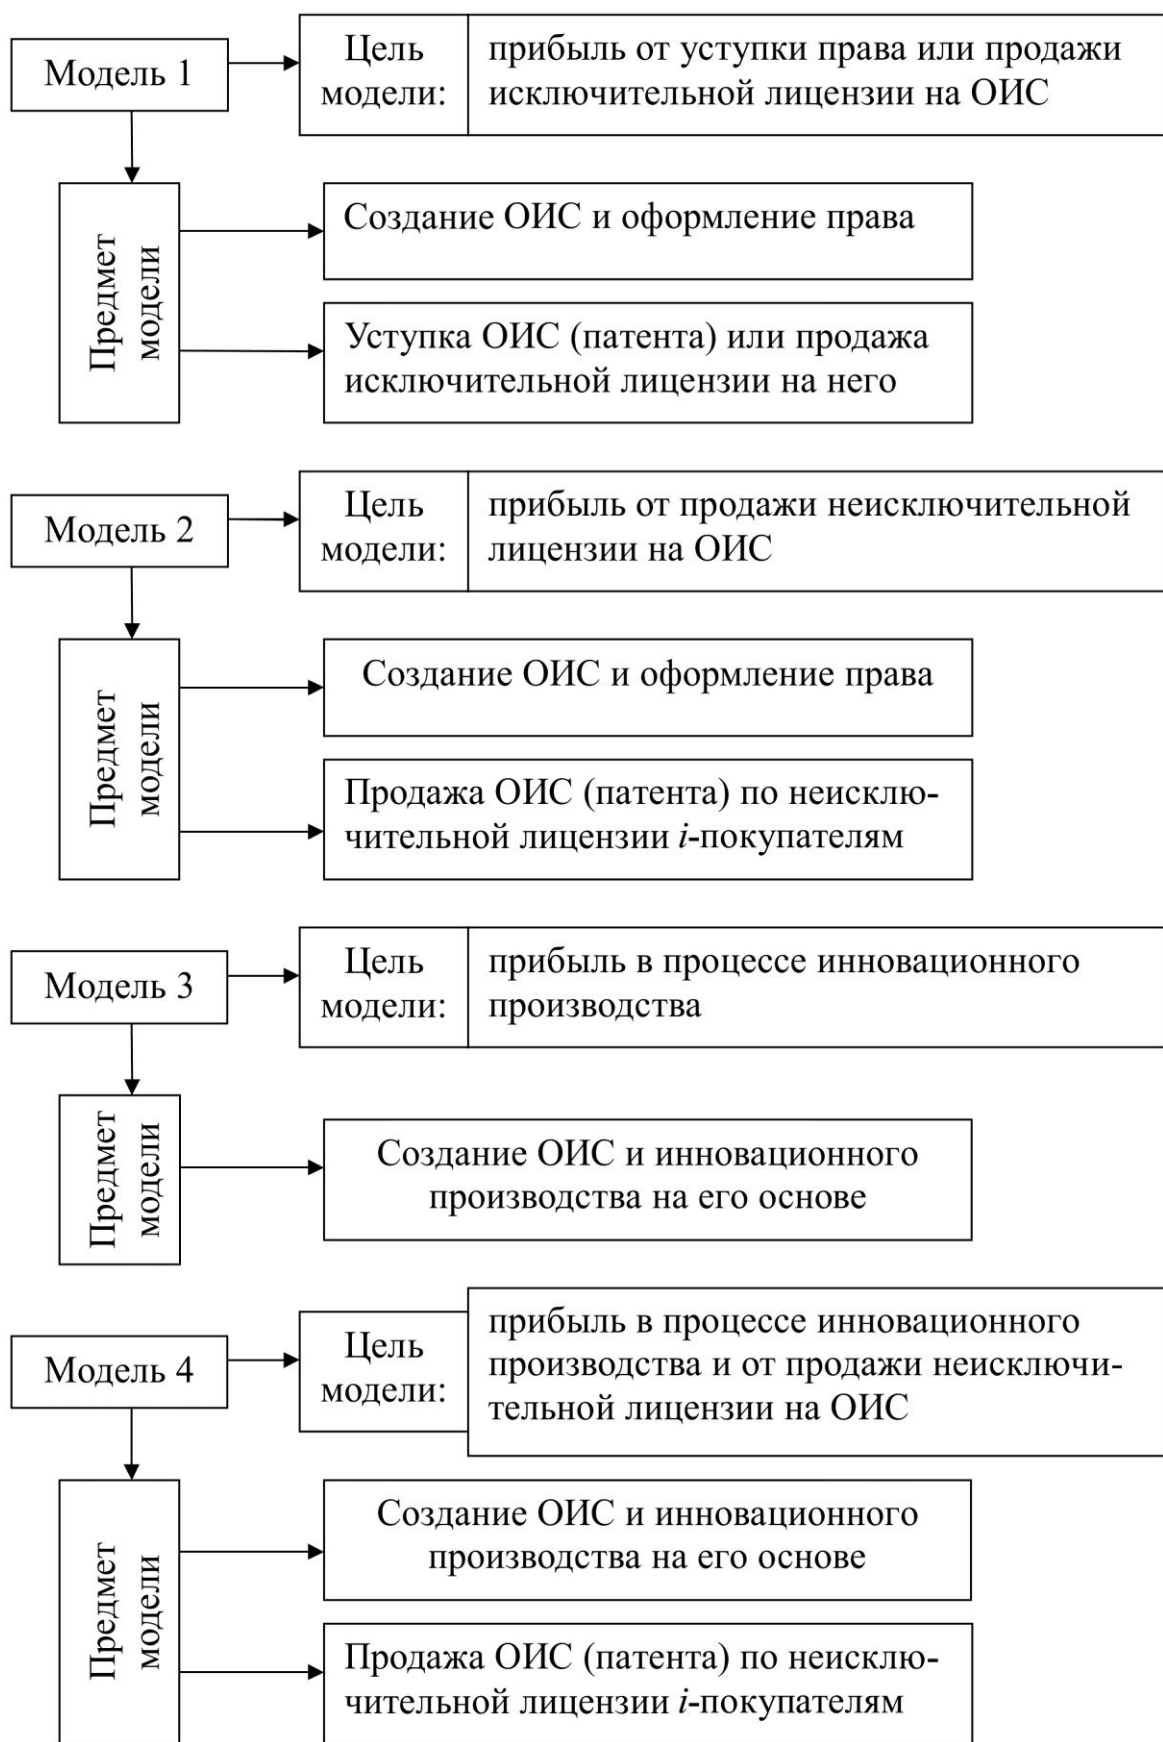 Модель 1
Цель
модели:
прибыль от уступки права или продажи
исключительной лицензии на ОИС
Предмет
модели
Создание ОИС и оформление права
Уступка ОИС (патента) или продажа
исключительной лицензии на него
Модель 2
Цель
модели:
прибыль от продажи неисключительной
лицензии на ОИС
Предмет
модели
Создание ОИС и оформление права
Продажа ОИС (патента) по неисклю-
чительной лицензии i-покупателям
Модель 3
Цель
модели:
прибыль в процессе инновационного
производства
Предмет
модели
Создание ОИС и инновационного
производства на его основе
Модель 4
Цель
модели:
прибыль в процессе инновационного
производства и от продажи неисключи-
тельной лицензии на ОИС
Предмет
модели
Создание ОИС и инновационного
производства на его основе
Продажа ОИС (патента) по неисклю-
чительной лицензии i-покупателям